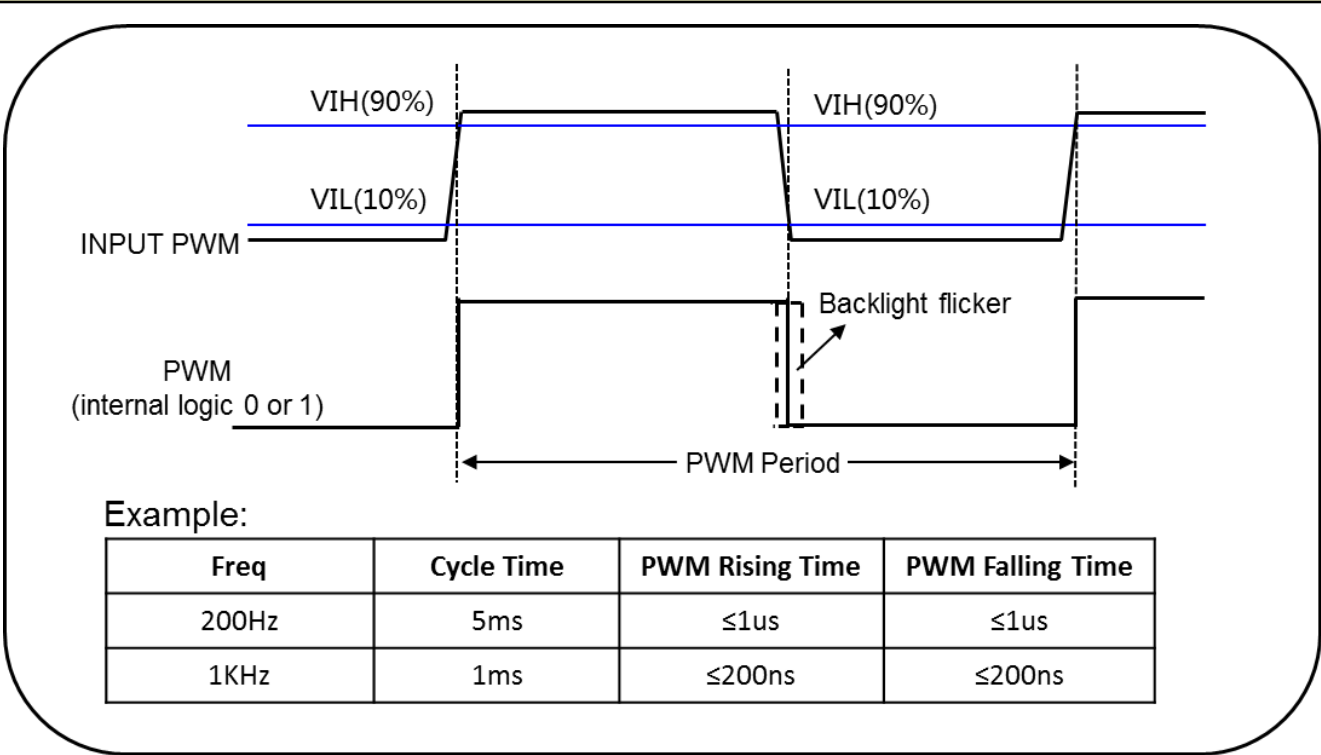 VIH(90%)
VIH(90%)
VIL(10%)
VIL(10%)
INPUT PWM
Backlight flicker
PWM
(internal logic 0 or 1)
PWM Period
Example:
Freq Cycle Time PWM Rising Time PWM Falling Time
200Hz 5ms ≤1us ≤1us
1KHz 1ms ≤200ns ≤200ns